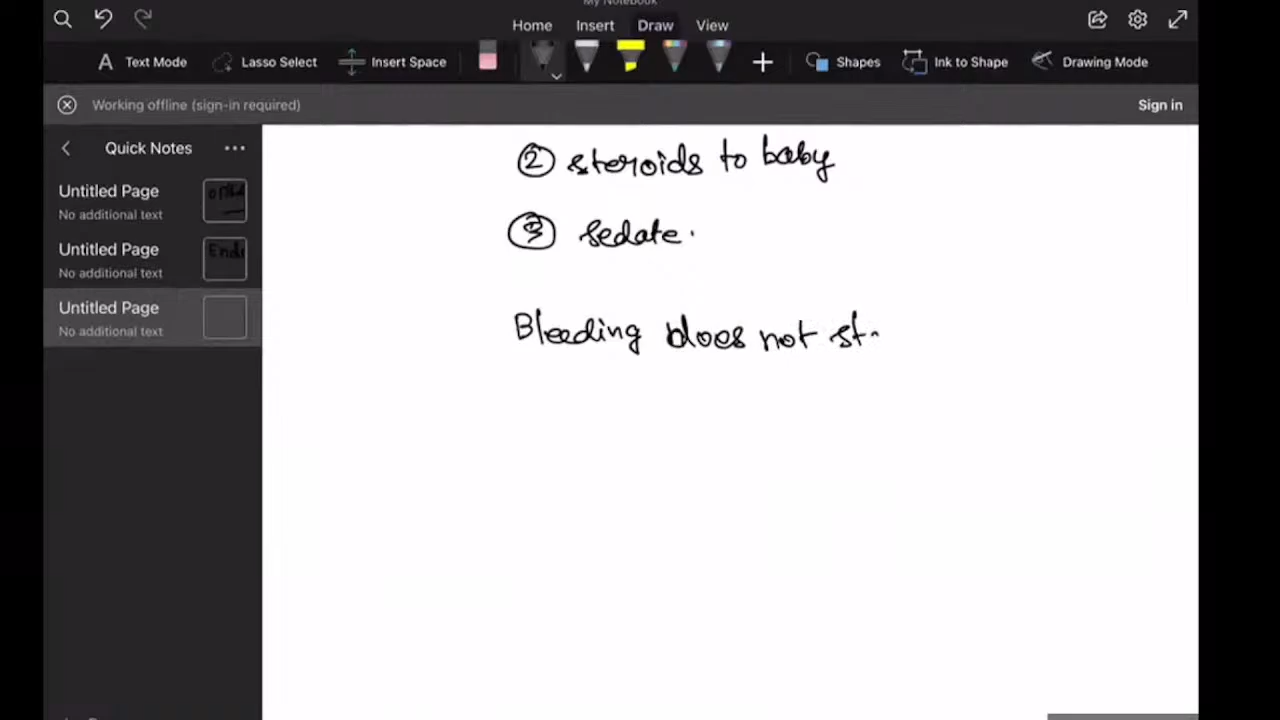 My Notebook
Home Insert Draw View
Text Mode Lasso Select Insert Space Shapes Ink to Shape Drawing Mode
Working offline (sign-in required) Sign in
Quick Notes
Untitled Page
No additional text
Untitled Page
No additional text
Untitled Page
No additional text
② steroids to baby
③ sedate.
Bleeding does not st